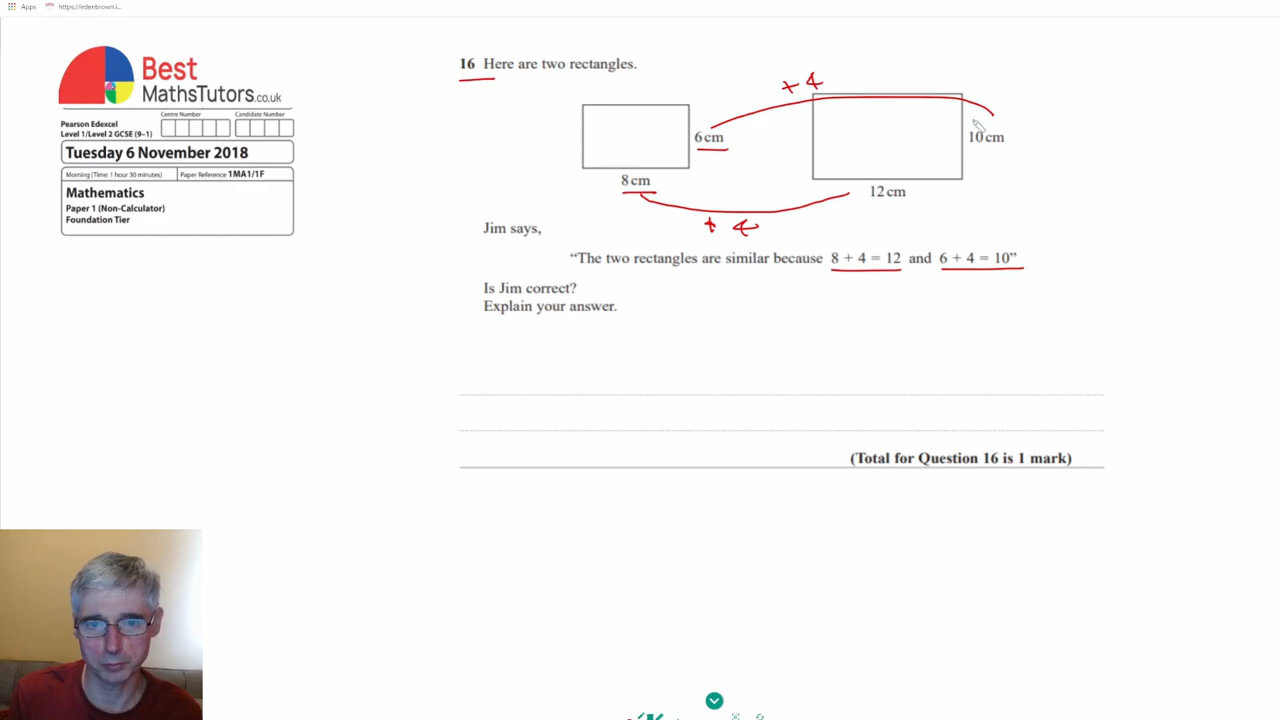 Apps
https://edenbrown.i...
Best
MathsTutors.co.uk
Centre Number
Candidate Number
Pearson Edexcel
Level 1/Level 2 GCSE (9–1)
Tuesday 6 November 2018
Morning (Time: 1 hour 30 minutes)
Paper Reference 1MA1/1F
Mathematics
Paper 1 (Non-Calculator)
Foundation Tier
16 Here are two rectangles.
+ 4
6 cm
10 cm
8 cm
12 cm
+ 4
Jim says,
“The two rectangles are similar because 8 + 4 = 12 and 6 + 4 = 10”
Is Jim correct?
Explain your answer.
(Total for Question 16 is 1 mark)